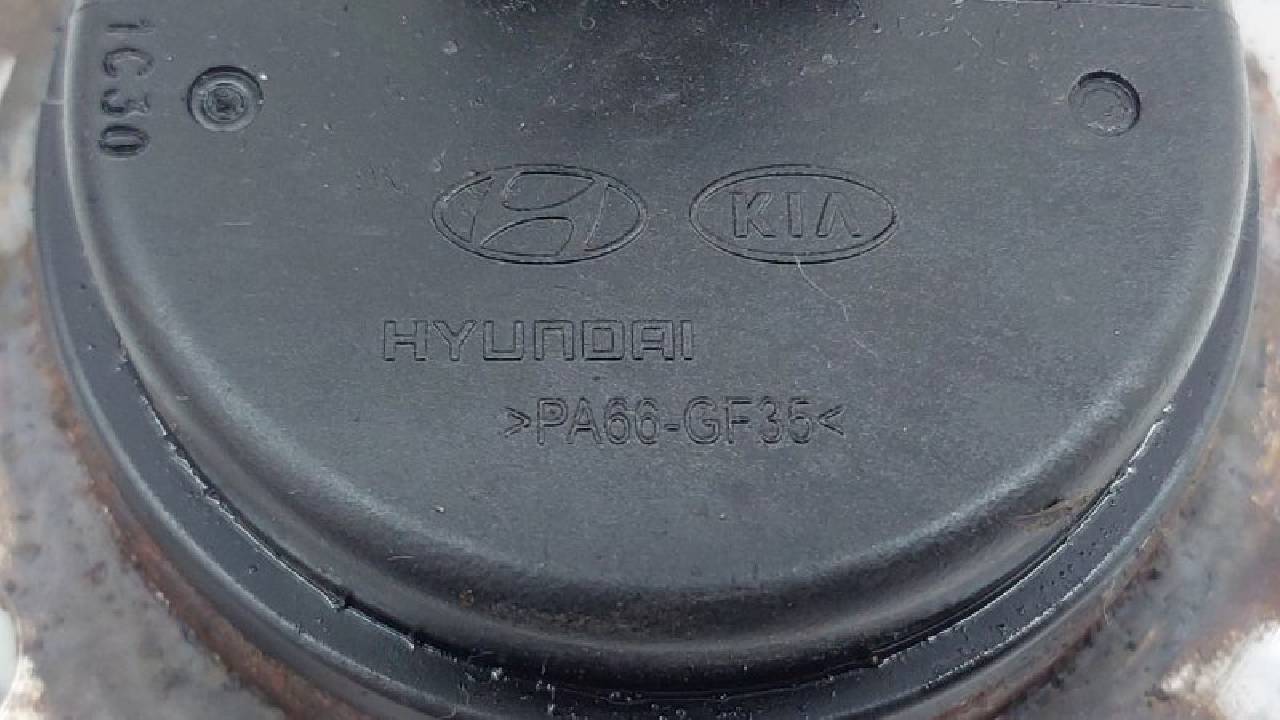 1C30
KIA
HYUNDAI
>PA66-GF35<